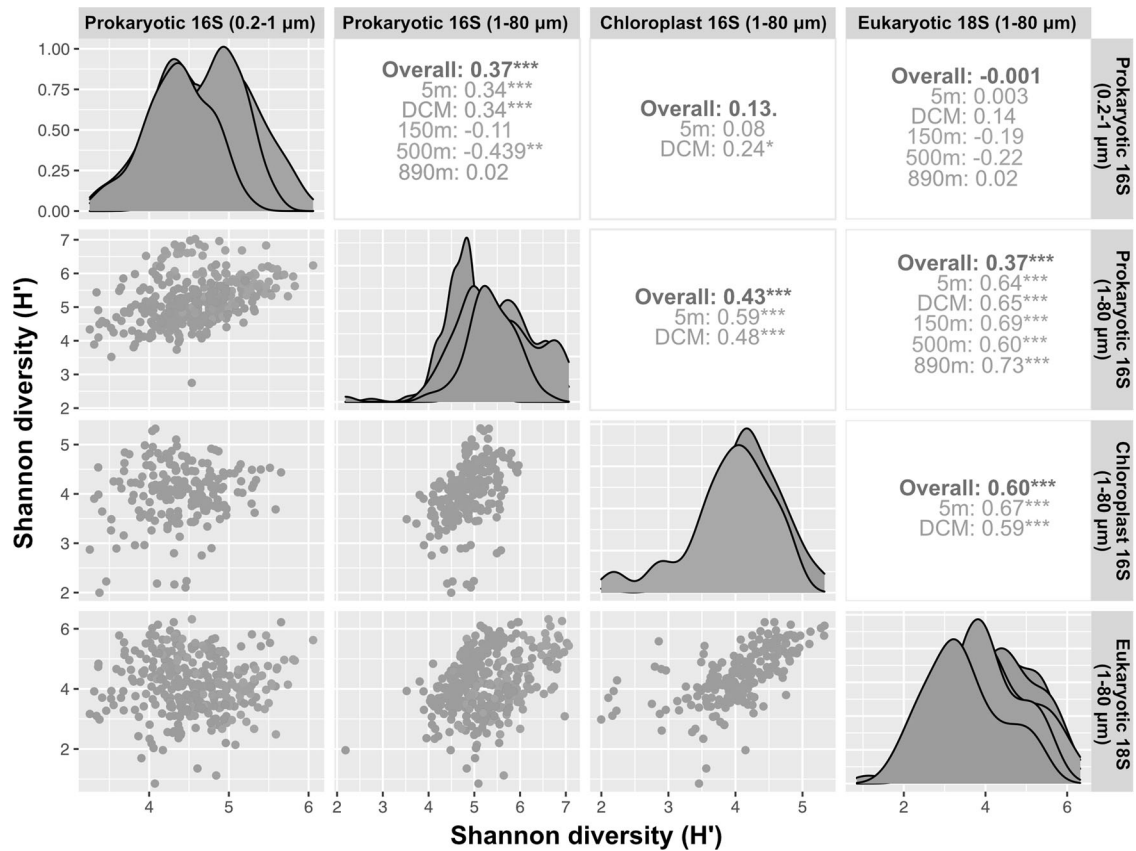 Prokaryotic 16S (0.2-1 μm)
Prokaryotic 16S (1-80 μm)
Chloroplast 16S (1-80 μm)
Eukaryotic 18S (1-80 μm)
1.00
0.75
0.50
0.25
0.00
Overall: 0.37***
5m: 0.34***
DCM: 0.34***
150m: -0.11
500m: -0.439**
890m: 0.02
Overall: 0.13.
5m: 0.08
DCM: 0.24*
Overall: -0.001
5m: 0.003
DCM: 0.14
150m: -0.19
500m: -0.22
890m: 0.02
Prokaryotic 16S
(0.2-1 μm)
7
6
5
4
3
2
Overall: 0.43***
5m: 0.59***
DCM: 0.48***
Overall: 0.37***
5m: 0.64***
DCM: 0.65***
150m: 0.69***
500m: 0.60***
890m: 0.73***
Prokaryotic 16S
(1-80 μm)
Shannon diversity (H')
5
4
3
2
Overall: 0.60***
5m: 0.67***
DCM: 0.59***
Chloroplast 16S
(1-80 μm)
6
4
2
Eukaryotic 18S
(1-80 μm)
4 5 6
2 3 4 5 6 7
2 3 4 5
2 4 6
Shannon diversity (H')